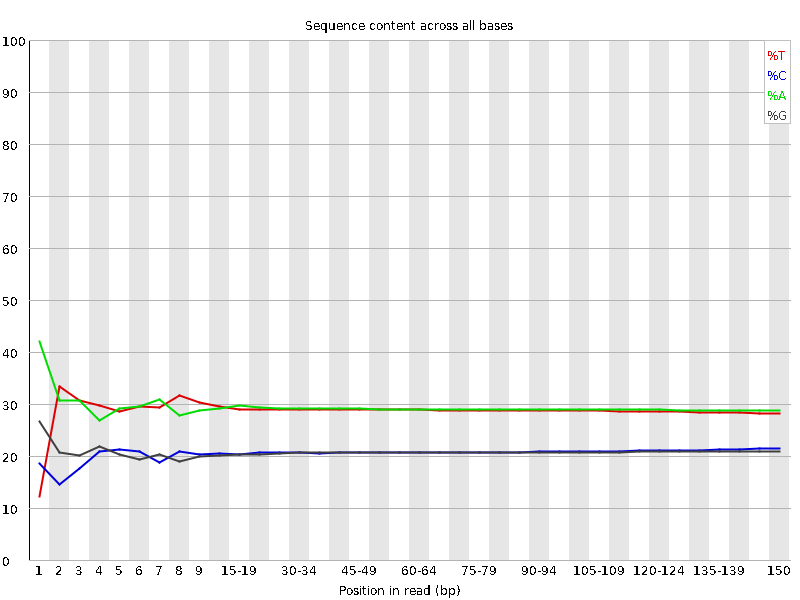 Sequence content across all bases
100
90
80
70
60
50
40
30
20
10
0
%T
%C
%A
%G
1 2 3 4 5 6 7 8 9 15-19 30-34 45-49 60-64 75-79 90-94 105-109 120-124 135-139 150
Position in read (bp)